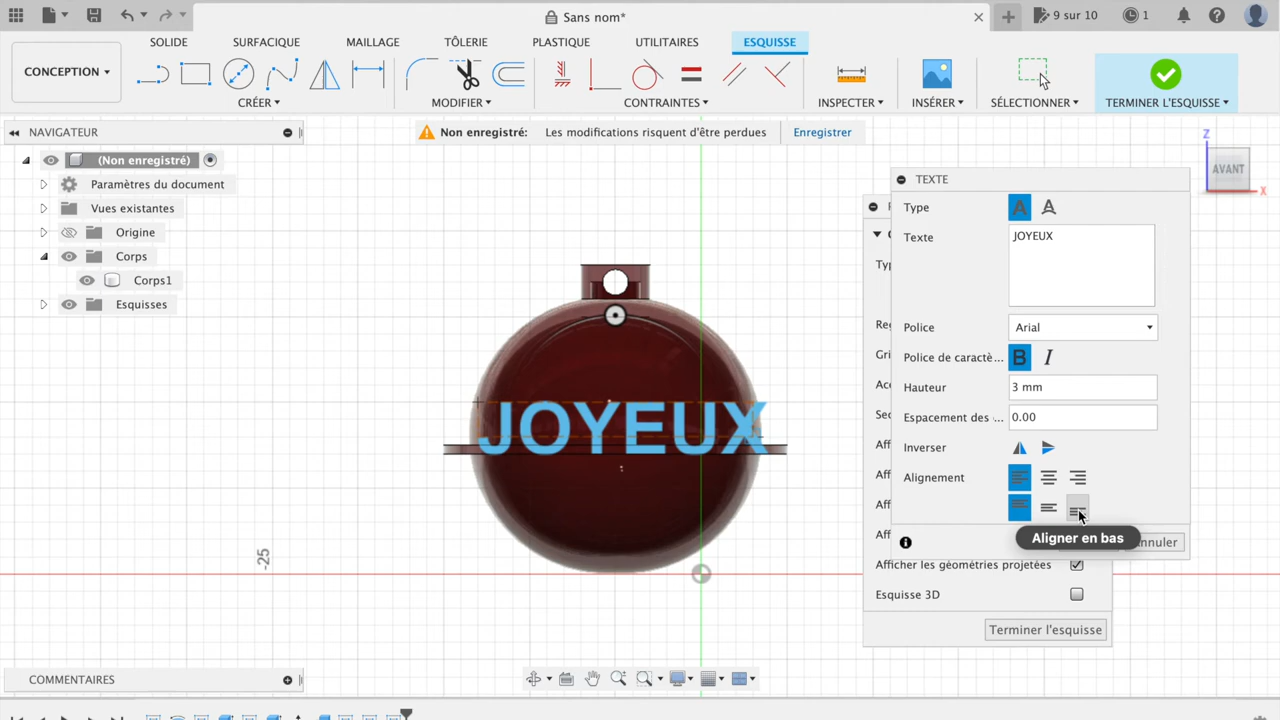 Sans nom*
9 sur 10
1
SOLIDE
SURFACIQUE
MAILLAGE
TÔLERIE
PLASTIQUE
UTILITAIRES
ESQUISSE
CONCEPTION
CRÉER
MODIFIER
CONTRAINTES
INSPECTER
INSÉRER
SÉLECTIONNER
TERMINER L'ESQUISSE
NAVIGATEUR
Non enregistré:
Les modifications risquent d'être perdues
Enregistrer
(Non enregistré)
Paramètres du document
Vues existantes
Origine
Corps
Corps1
Esquisses
Z
AVANT
X
JOYEUX
-25
TEXTE
Type
A A
Texte
JOYEUX
Police
Arial
Police de caractè...
B I
Hauteur
3 mm
Espacement des ...
0.00
Inverser
Alignement
Aligner en bas
Afficher les géométries projetées
Esquisse 3D
Terminer l'esquisse
COMMENTAIRES